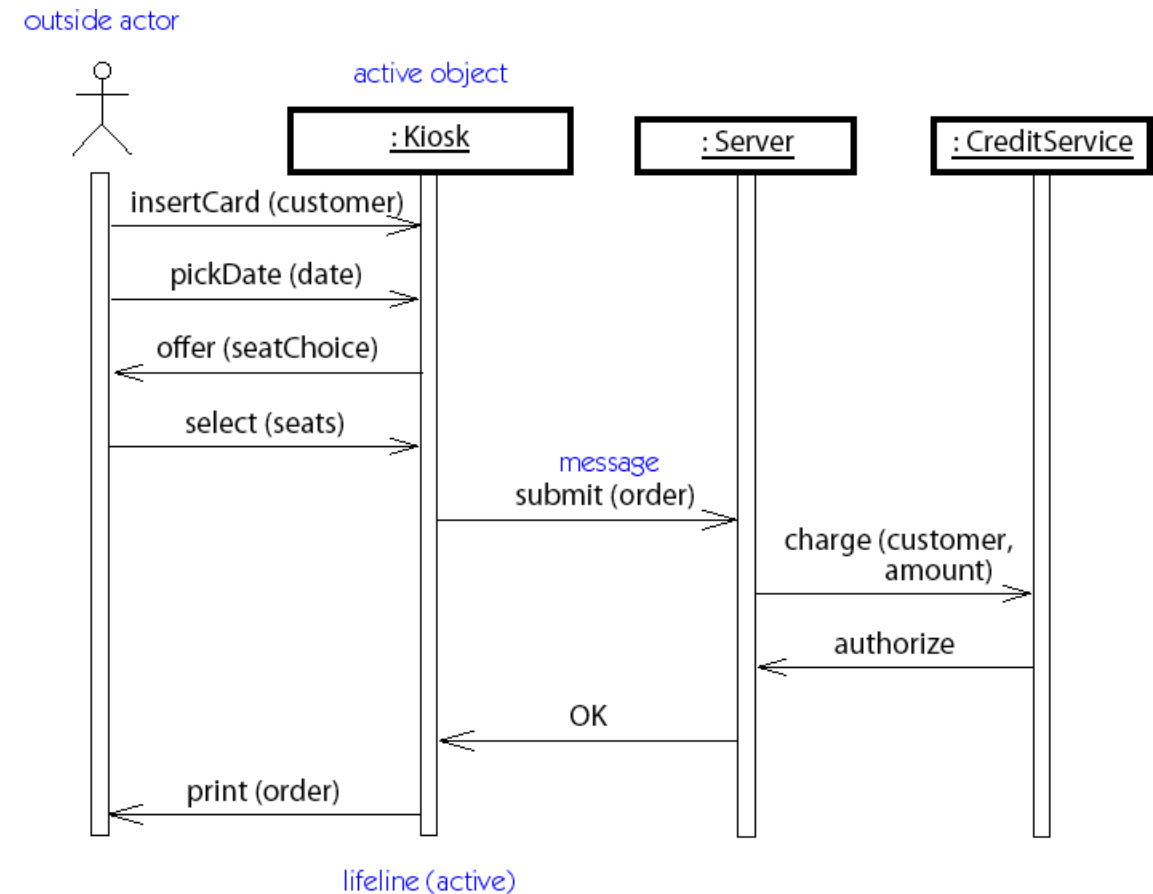 outside actor
active object
: Kiosk
: Server
: CreditService
insertCard (customer)
pickDate (date)
offer (seatChoice)
select (seats)
message
submit (order)
charge (customer,
amount)
authorize
OK
print (order)
lifeline (active)